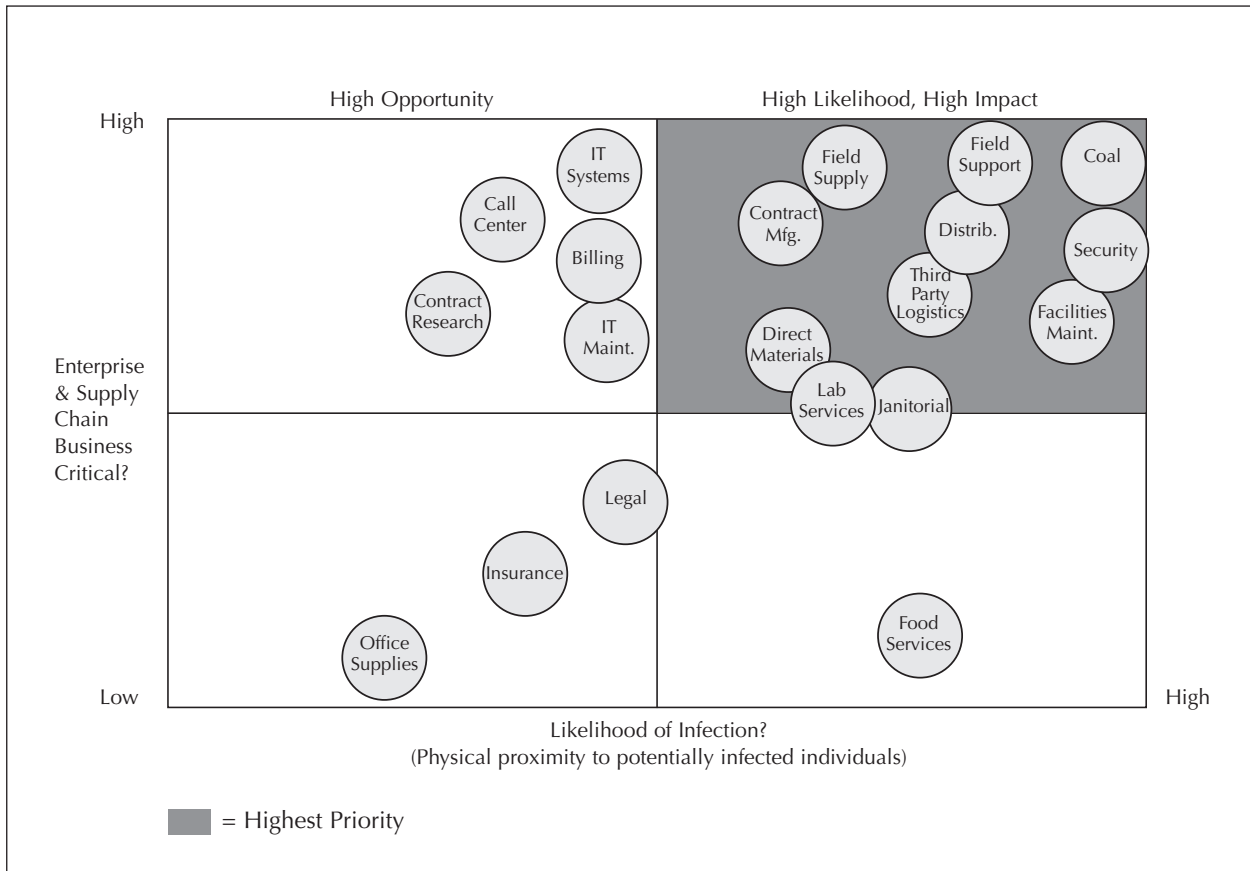 High Opportunity
High Likelihood, High Impact
High
IT
Systems
Call
Center
Billing
Contract
Research
IT
Maint.
Field
Supply
Field
Support
Coal
Contract
Mfg.
Distrib.
Security
Third
Party
Logistics
Facilities
Maint.
Direct
Materials
Lab
Services
Janitorial
Enterprise
& Supply
Chain
Business
Critical?
Legal
Insurance
Office
Supplies
Food
Services
Low
High
Likelihood of Infection?
(Physical proximity to potentially infected individuals)
= Highest Priority